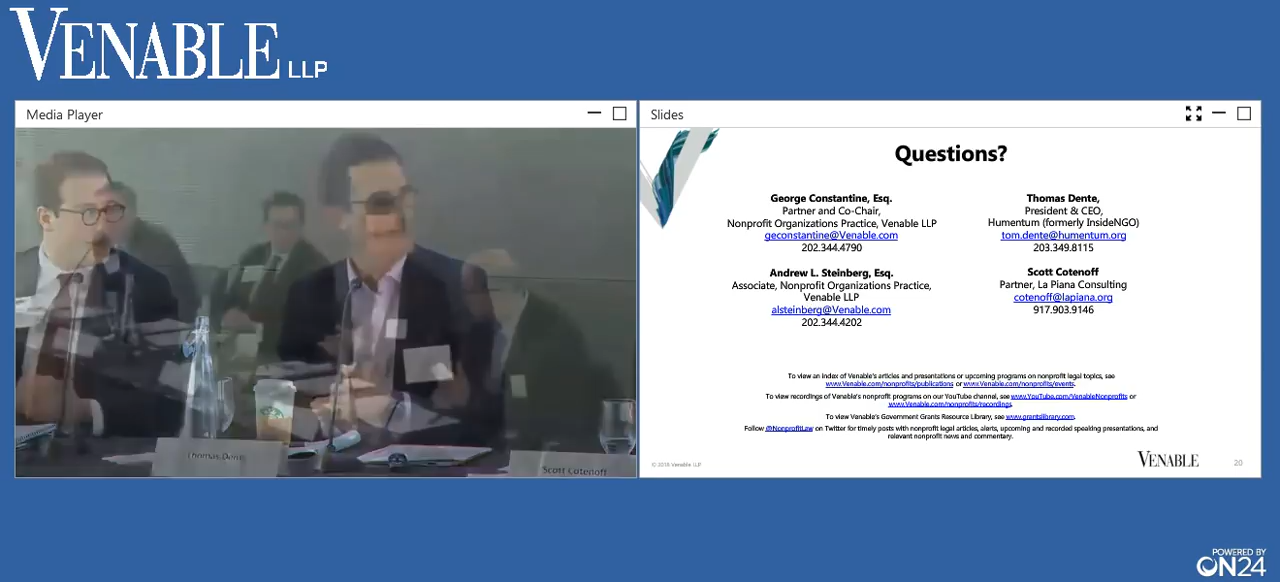 VENABLE LLP
Media Player
Thomas Dente
Scott Cotenoff
Slides
Questions?
George Constantine, Esq.
Partner and Co-Chair,
Nonprofit Organizations Practice, Venable LLP
geconstantine@Venable.com
202.344.4790
Thomas Dente,
President & CEO,
Humentum (formerly InsideNGO)
tom.dente@humentum.org
203.349.8115
Andrew L. Steinberg, Esq.
Associate, Nonprofit Organizations Practice,
Venable LLP
alsteinberg@Venable.com
202.344.4202
Scott Cotenoff
Partner, La Piana Consulting
cotenoff@lapiana.org
917.903.9146
To view an index of Venable's articles and presentations or upcoming programs on nonprofit legal topics, see
www.Venable.com/nonprofits/publications or www.Venable.com/nonprofits/events.
To view recordings of Venable's nonprofit programs on our YouTube channel, see www.YouTube.com/VenableNonprofits or
www.Venable.com/nonprofits/recordings.
To view Venable's Government Grants Resource Library, see www.grantslibrary.com.
Follow @NonprofitLaw on Twitter for timely posts with nonprofit legal articles, alerts, upcoming and recorded speaking presentations, and
relevant nonprofit news and commentary.
© 2018 Venable LLP
VENABLE
20
POWERED BY
ON24